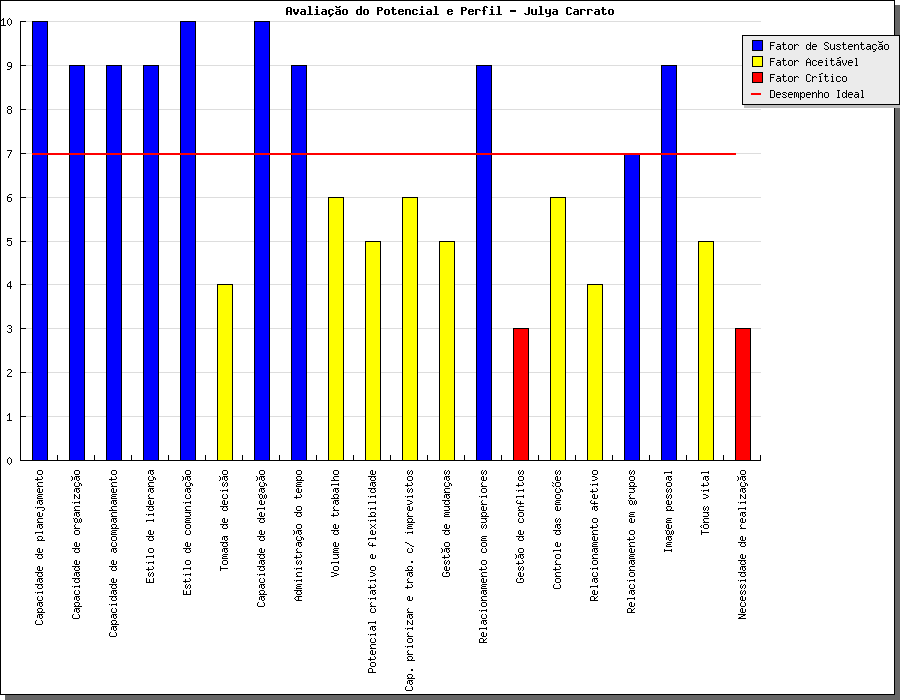 Avaliação do Potencial e Perfil - Julya Carrato
Fator de Sustentação
Fator Aceitável
Fator Crítico
Desempenho Ideal
10
9
8
7
6
5
4
3
2
1
0
Capacidade de planejamento
Capacidade de organização
Capacidade de acompanhamento
Estilo de liderança
Estilo de comunicação
Tomada de decisão
Capacidade de delegação
Administração do tempo
Volume de trabalho
Potencial criativo e flexibilidade
Cap. priorizar e trab. c/ imprevistos
Gestão de mudanças
Relacionamento com superiores
Gestão de conflitos
Controle das emoções
Relacionamento afetivo
Relacionamento em grupos
Imagem pessoal
Tônus vital
Necessidade de realização